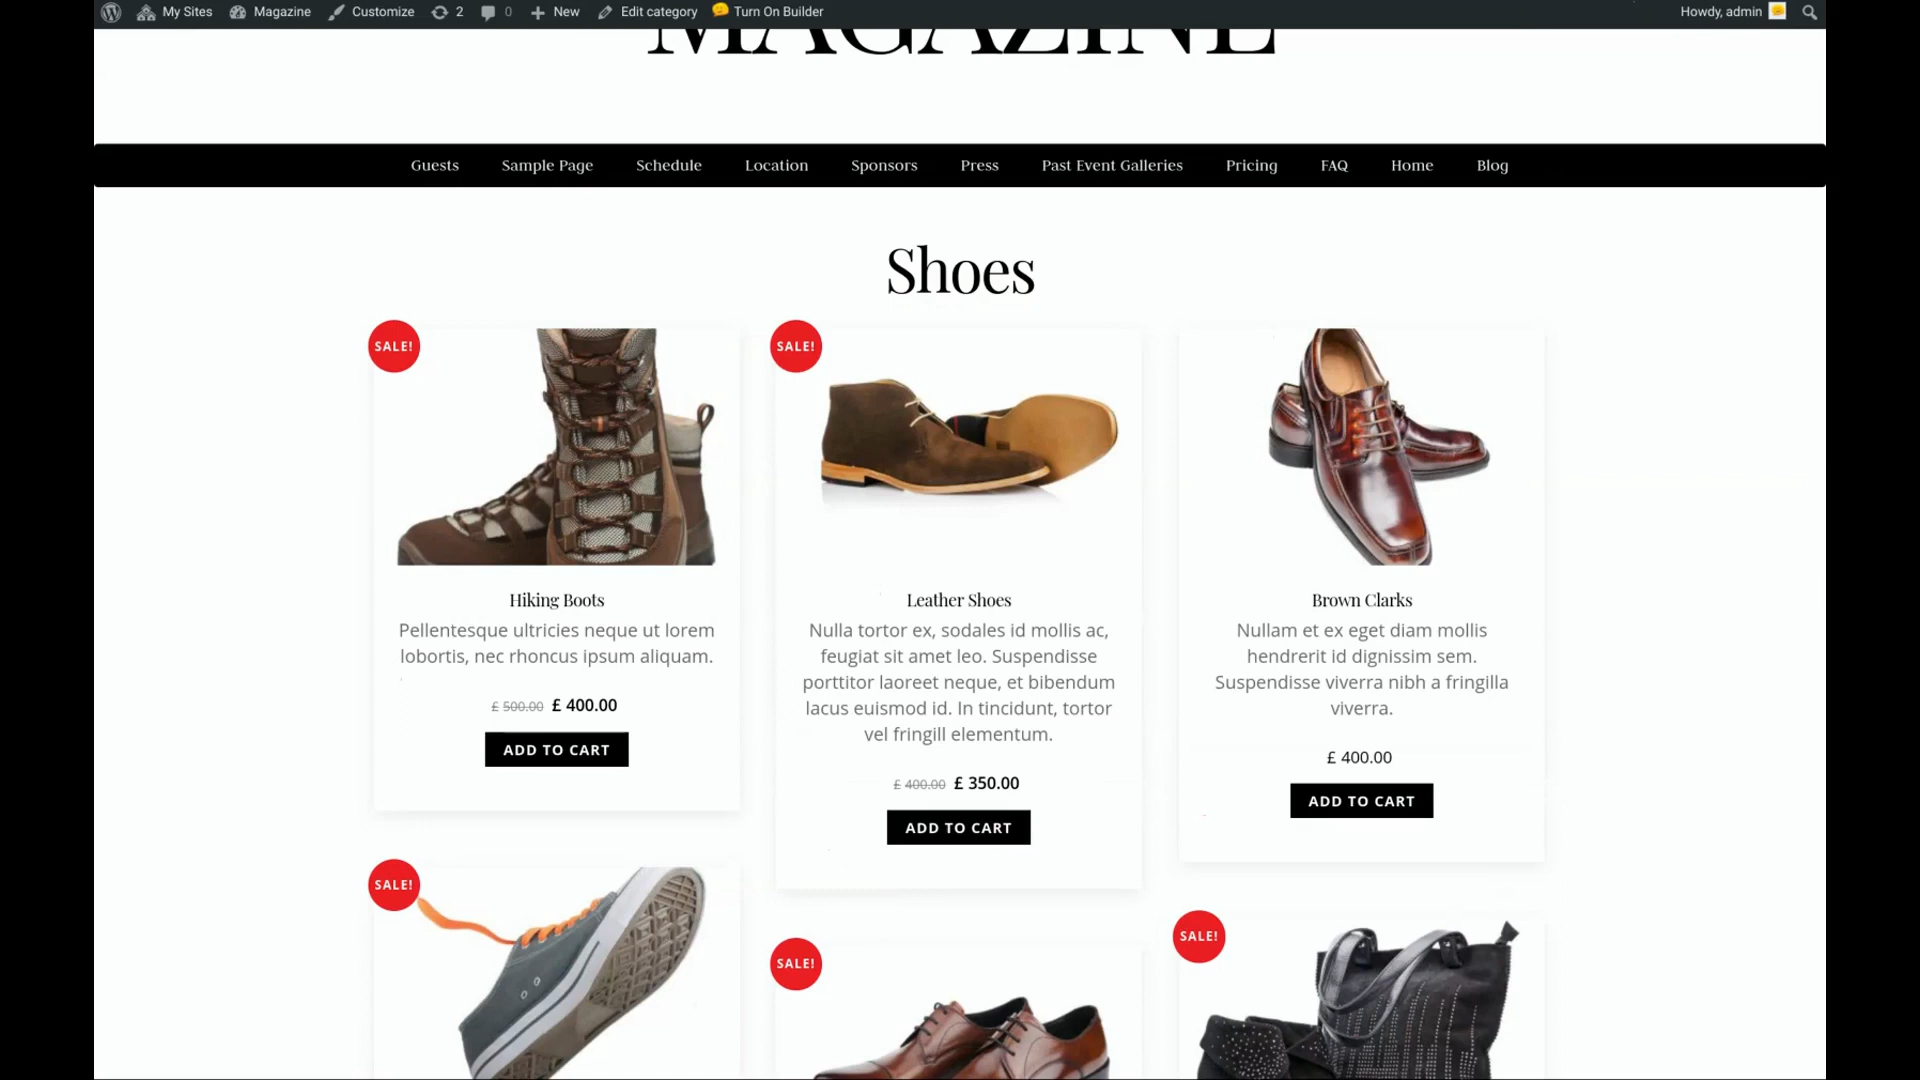 My Sites Magazine Customize 2 0 New Edit category Turn On Builder Howdy, admin
MAGAZINE
Guests Sample Page Schedule Location Sponsors Press Past Event Galleries Pricing FAQ Home Blog
Shoes
SALE!
Hiking Boots
Pellentesque ultricies neque ut lorem
lobortis, nec rhoncus ipsum aliquam.
£ 500.00 £ 400.00
ADD TO CART
SALE!
Leather Shoes
Nulla tortor ex, sodales id mollis ac,
feugiat sit amet leo. Suspendisse
porttitor laoreet neque, et bibendum
lacus euismod id. In tincidunt, tortor
vel fringill elementum.
£ 400.00 £ 350.00
ADD TO CART
Brown Clarks
Nullam et ex eget diam mollis
hendrerit id dignissim sem.
Suspendisse viverra nibh a fringilla
viverra.
£ 400.00
ADD TO CART
SALE!
SALE!
SALE!